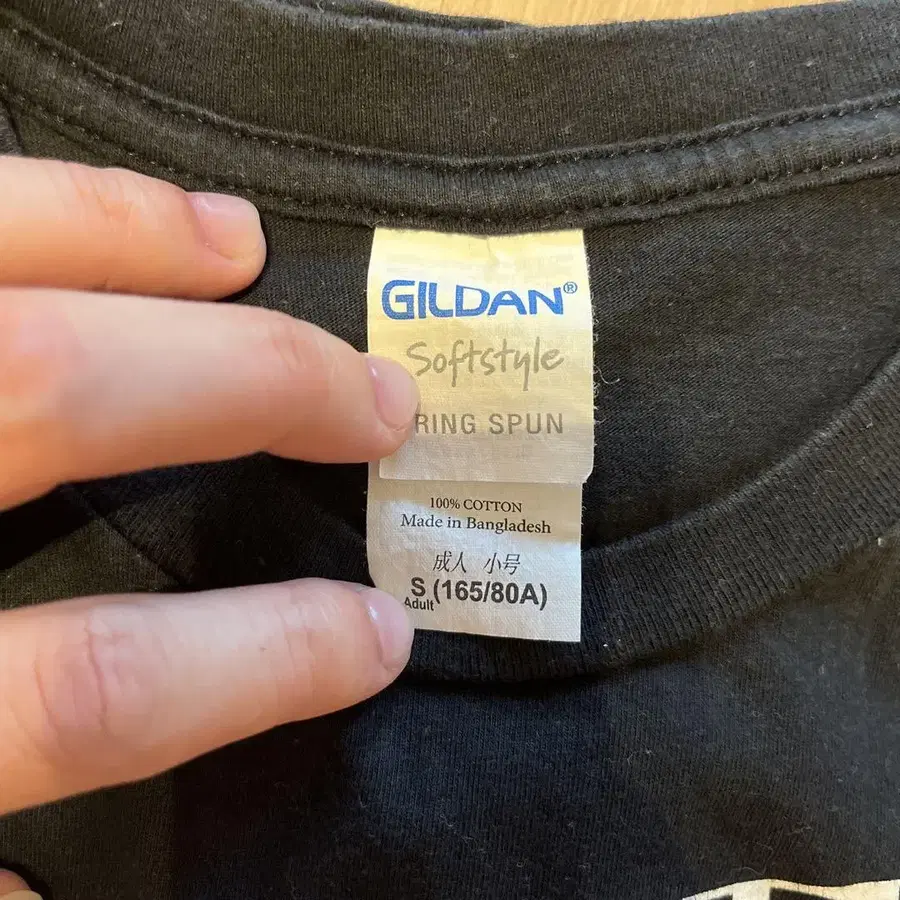 GILDAN®
Softstyle
RING SPUN
100% COTTON
Made in Bangladesh
成人 小号
S (165/80A)
Adult